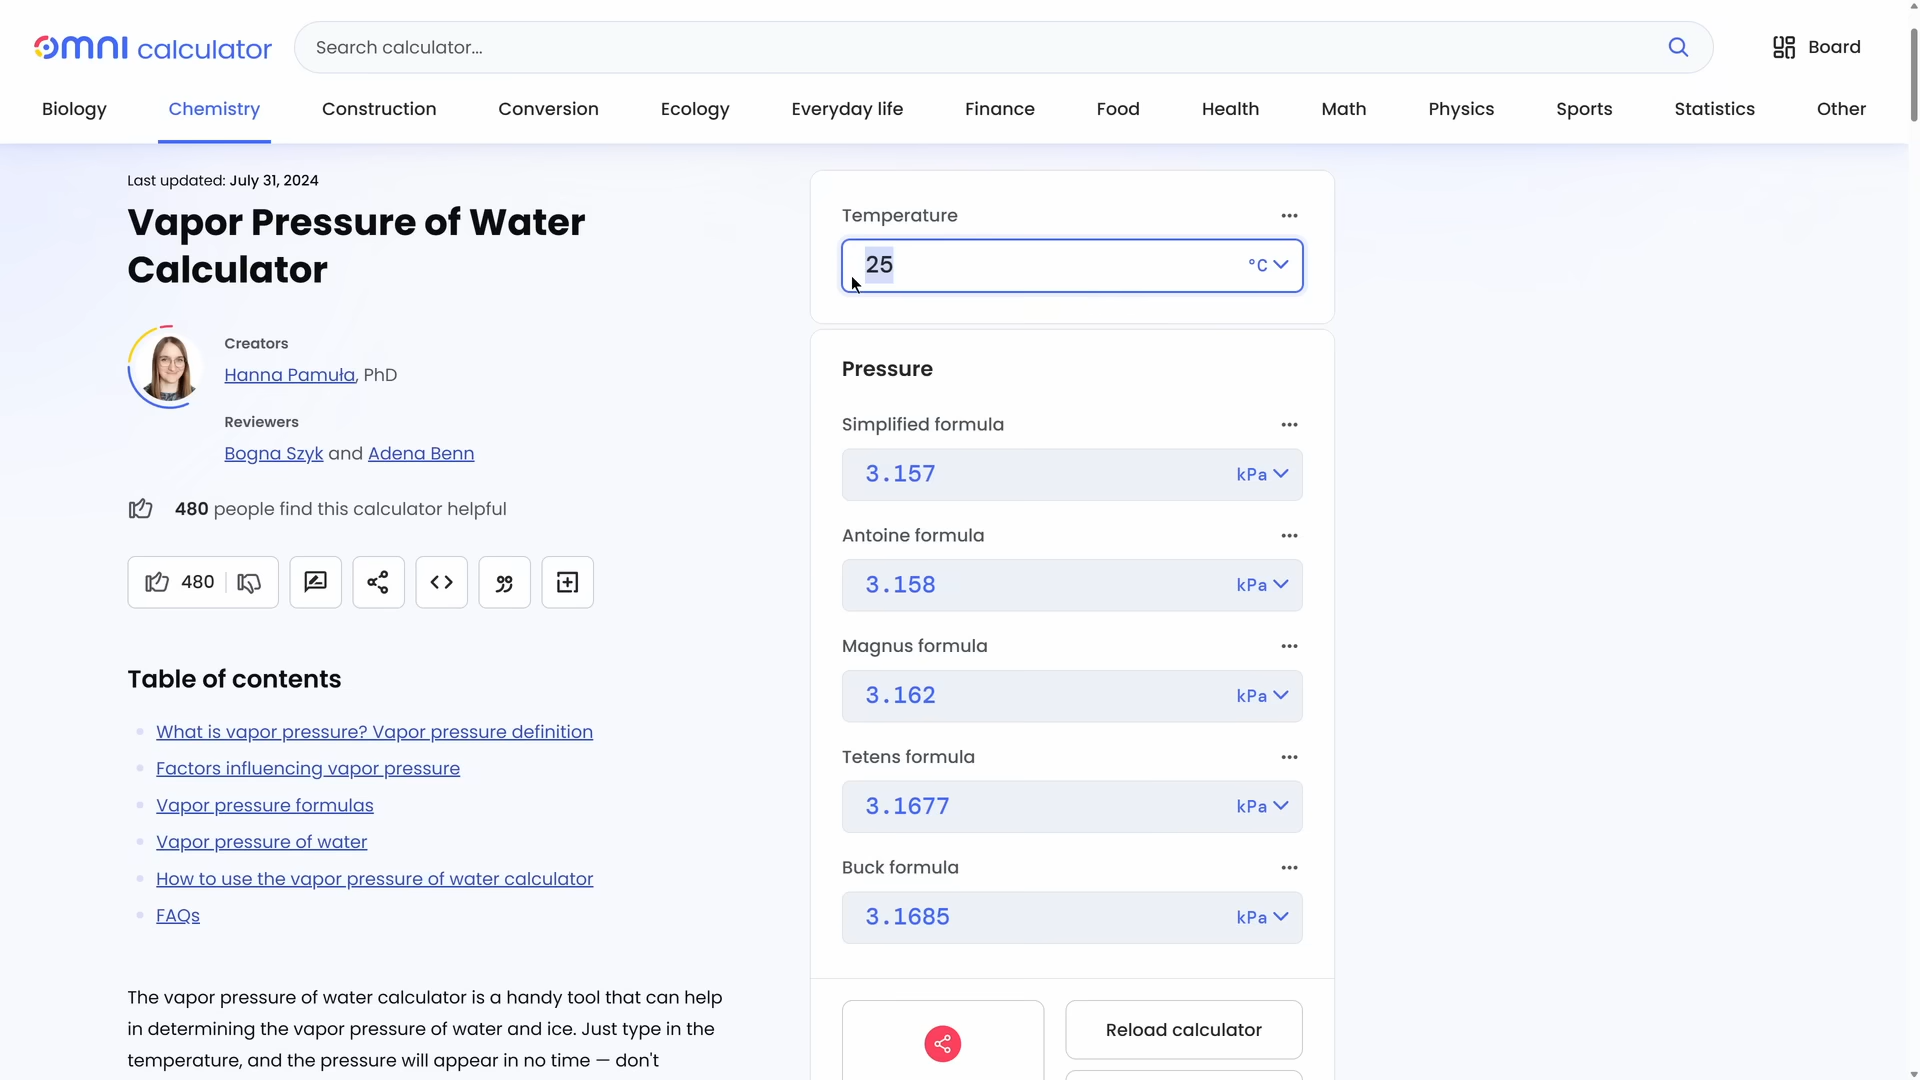 omni calculator
Search calculator...
Board
Biology
Chemistry
Construction
Conversion
Ecology
Everyday life
Finance
Food
Health
Math
Physics
Sports
Statistics
Other
Last updated: July 31, 2024
Vapor Pressure of Water
Calculator
Creators
Hanna Pamuła, PhD
Reviewers
Bogna Szyk and Adena Benn
480 people find this calculator helpful
480
Table of contents
What is vapor pressure? Vapor pressure definition
Factors influencing vapor pressure
Vapor pressure formulas
Vapor pressure of water
How to use the vapor pressure of water calculator
FAQs
The vapor pressure of water calculator is a handy tool that can help
in determining the vapor pressure of water and ice. Just type in the
temperature, and the pressure will appear in no time — don't
Temperature
25 °C
Pressure
Simplified formula
3.157 kPa
Antoine formula
3.158 kPa
Magnus formula
3.162 kPa
Tetens formula
3.1677 kPa
Buck formula
3.1685 kPa
Reload calculator